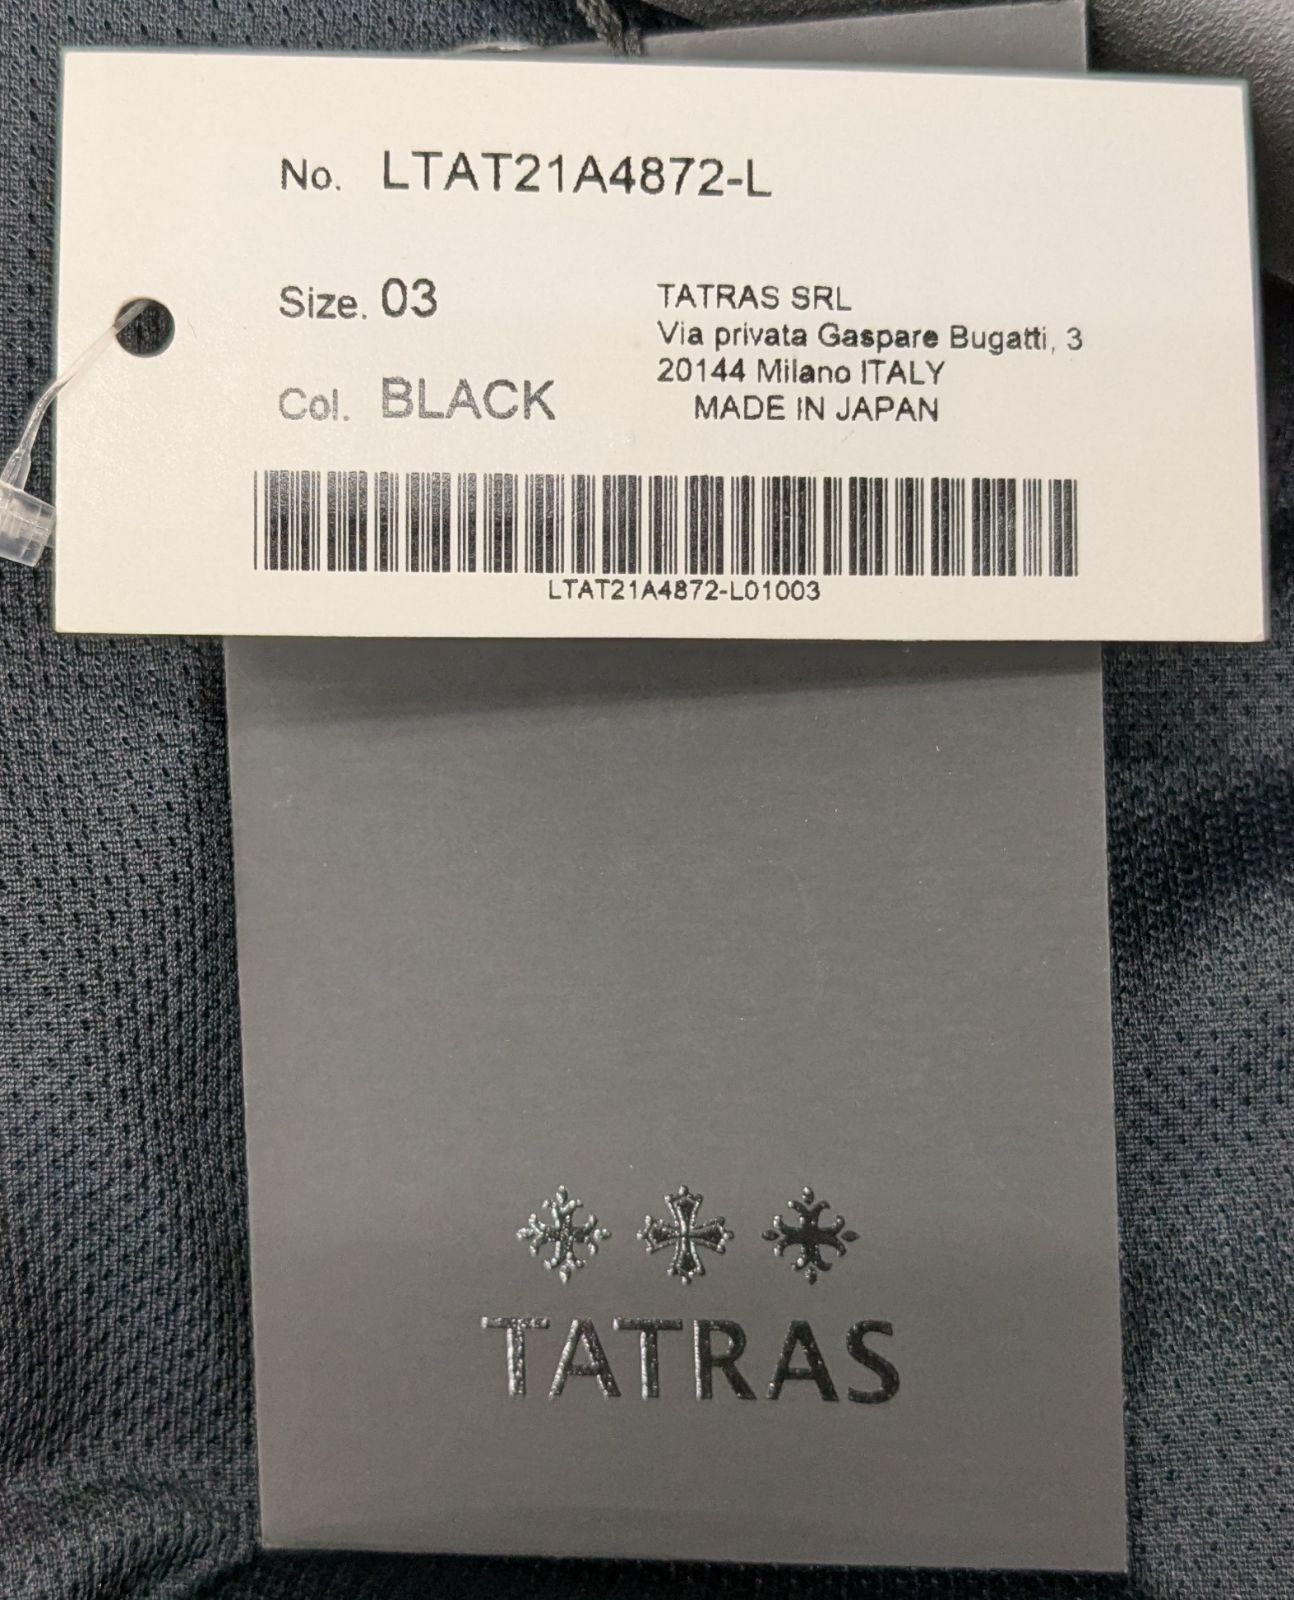 No. LTAT21A4872-L
Size. 03
Col. BLACK
TATRAS SRL
Via privata Gaspare Bugatti, 3
20144 Milano ITALY
MADE IN JAPAN
LTAT21A4872-L01003
TATRAS